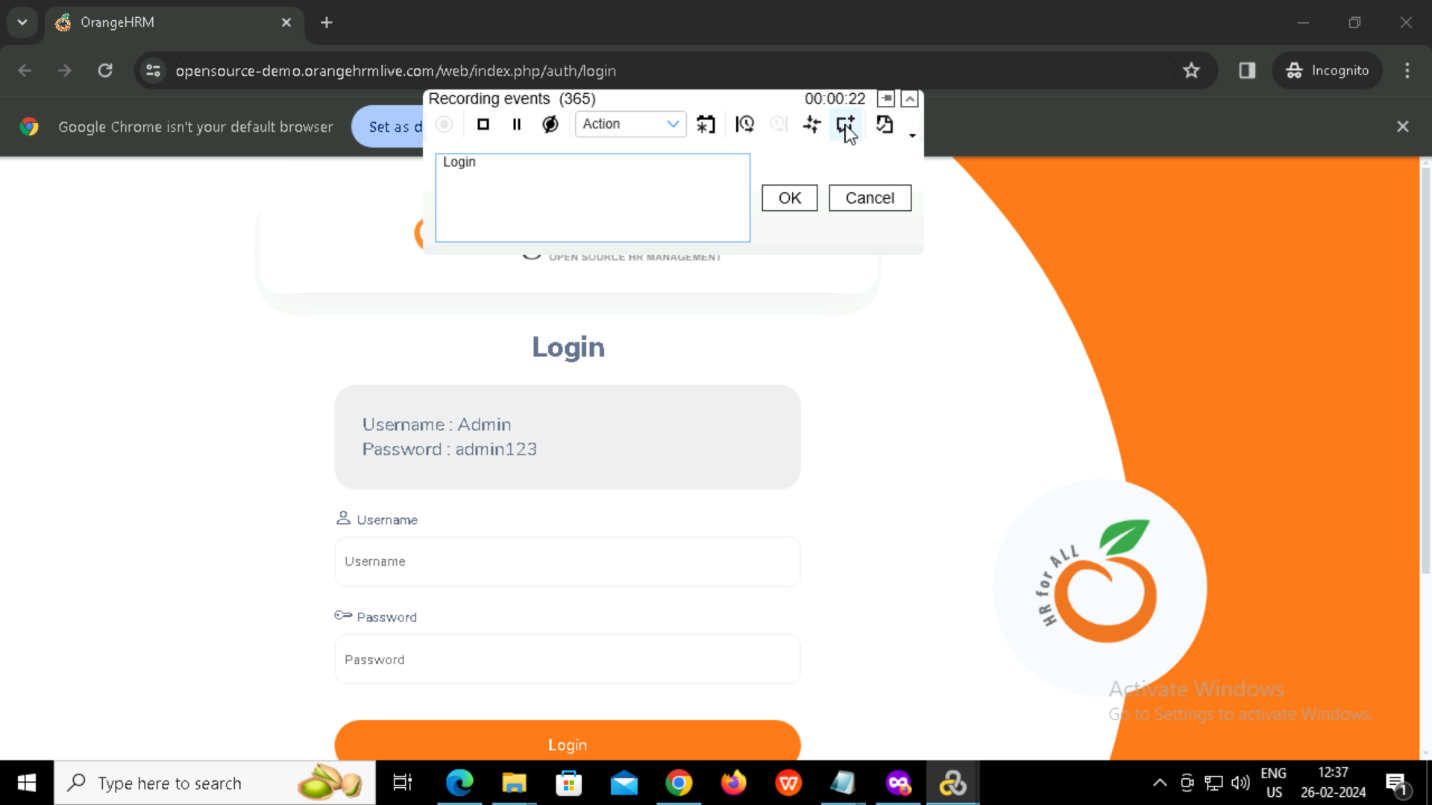 OrangeHRM
opensource-demo.orangehrmlive.com/web/index.php/auth/login
Incognito
Google Chrome isn't your default browser
Set as d
Recording events (365)
00:00:22
Action
Login
OK
Cancel
OPEN SOURCE HR MANAGEMENT
Login
Username : Admin
Password : admin123
Username
Username
Password
Password
Login
HR for ALL
Activate Windows
Go to Settings to activate Windows.
Type here to search
ENG
US
12:37
26-02-2024
1